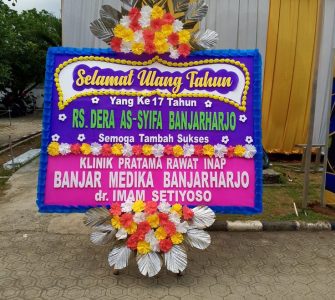 Selamat Ulang Tahun
Yang Ke 17 Tahun
RS. DERA AS-SYIFA BANJARHARJO
Semoga Tambah Sukses
KLINIK PRATAMA RAWAT INAP
BANJAR MEDIKA BANJARHARJO
dr. IMAM SETIYOSO